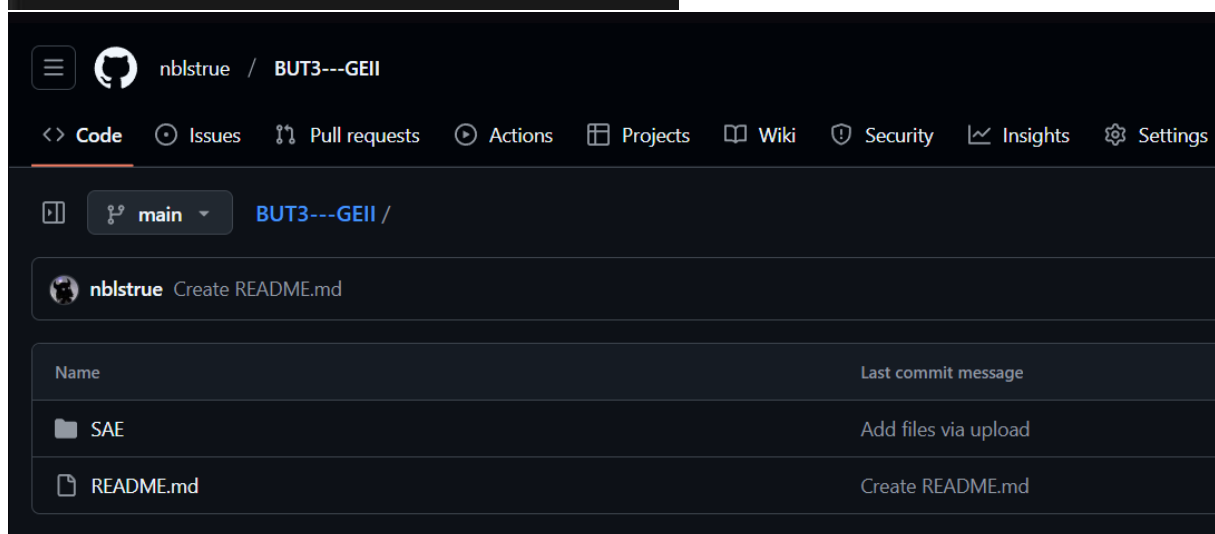 nblstrue / BUT3---GEII
Code Issues Pull requests Actions Projects Wiki Security Insights Settings
main BUT3---GEII /
nblstrue Create README.md
Name Last commit message
SAE Add files via upload
README.md Create README.md